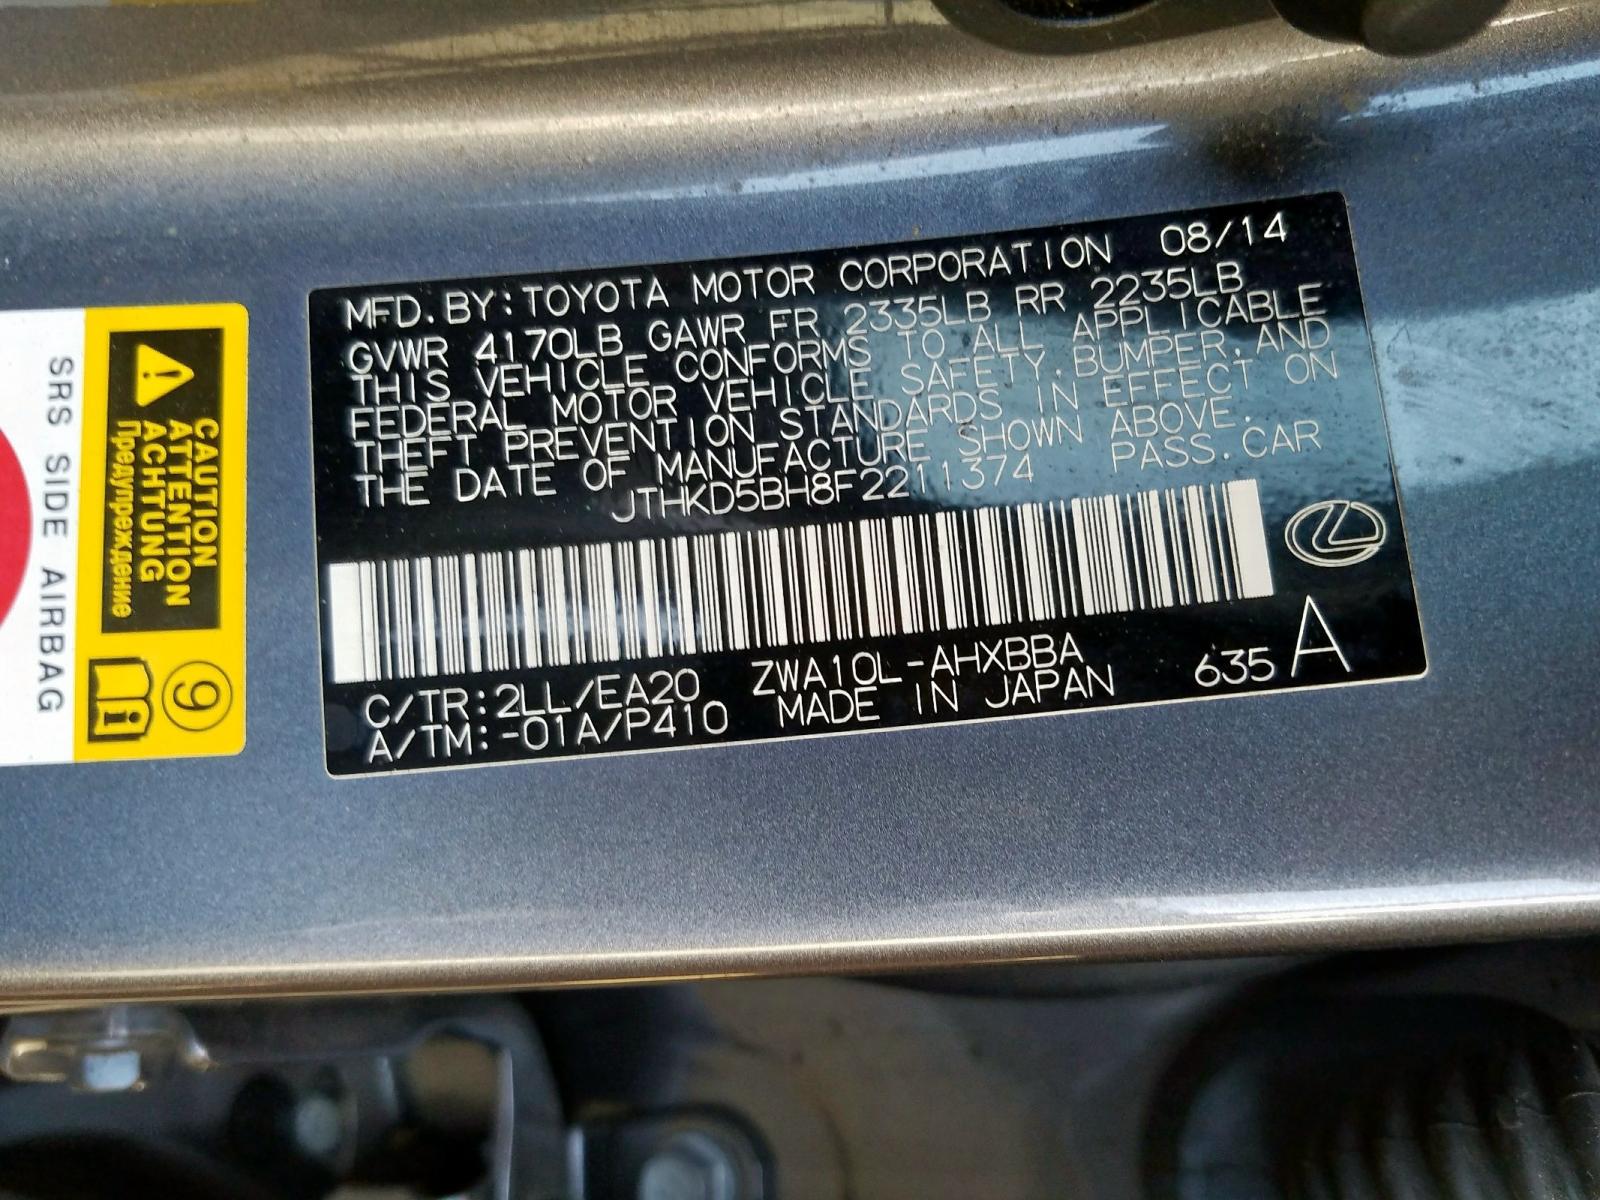 MFD. BY: TOYOTA MOTOR CORPORATION 08/14
GVWR 4170LB GAWR FR 2335LB RR 2235LB
THIS VEHICLE CONFORMS TO ALL APPLICABLE
FEDERAL MOTOR VEHICLE SAFETY, BUMPER, AND
THEFT PREVENTION STANDARDS IN EFFECT ON
THE DATE OF MANUFACTURE SHOWN ABOVE.
JTHKD5BH8F2211374 PASS. CAR
C/TR: 2LL/EA20 ZWA10L-AHXBBA
A/TM: -01A/P410 MADE IN JAPAN 635 A
CAUTION
ATTENTION
ACHTUNG
Предупреждение
9
SRS SIDE AIRBAG